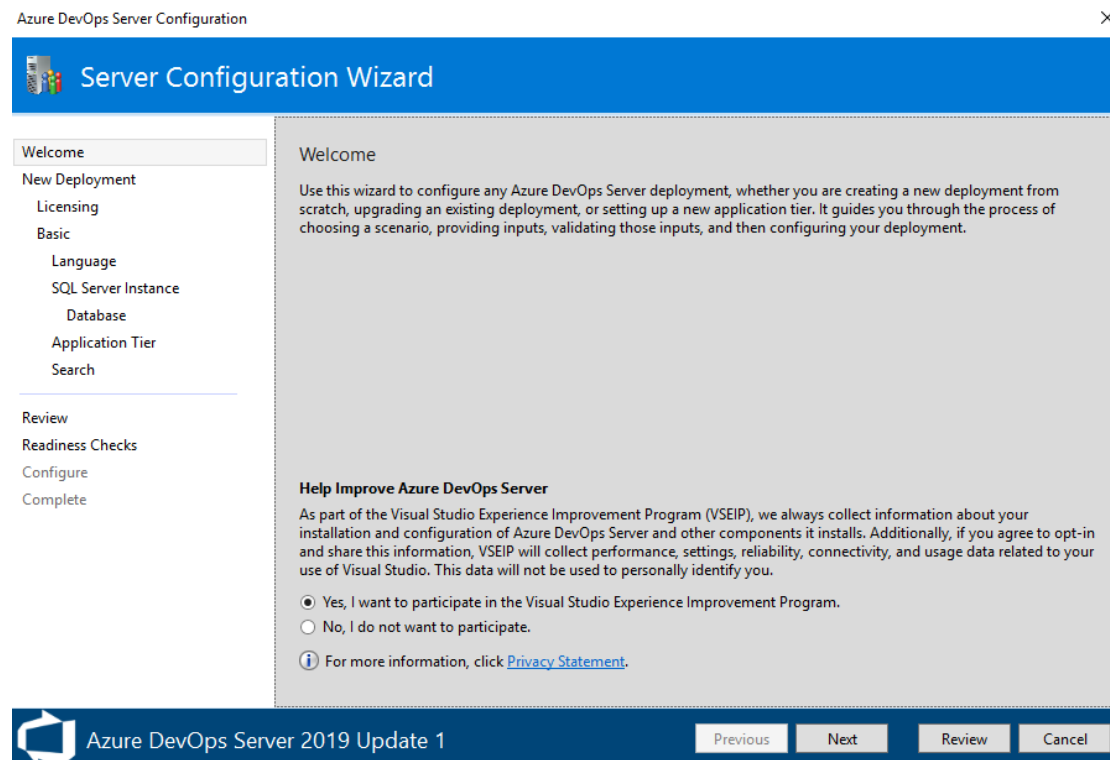 Azure DevOps Server Configuration
Server Configuration Wizard
Welcome
New Deployment
Licensing
Basic
Language
SQL Server Instance
Database
Application Tier
Search
Review
Readiness Checks
Configure
Complete
Welcome
Use this wizard to configure any Azure DevOps Server deployment, whether you are creating a new deployment from
scratch, upgrading an existing deployment, or setting up a new application tier. It guides you through the process of
choosing a scenario, providing inputs, validating those inputs, and then configuring your deployment.
Help Improve Azure DevOps Server
As part of the Visual Studio Experience Improvement Program (VSEIP), we always collect information about your
installation and configuration of Azure DevOps Server and other components it installs. Additionally, if you agree to opt-in
and share this information, VSEIP will collect performance, settings, reliability, connectivity, and usage data related to your
use of Visual Studio. This data will not be used to personally identify you.
Yes, I want to participate in the Visual Studio Experience Improvement Program.
No, I do not want to participate.
For more information, click Privacy Statement.
Azure DevOps Server 2019 Update 1
Previous
Next
Review
Cancel